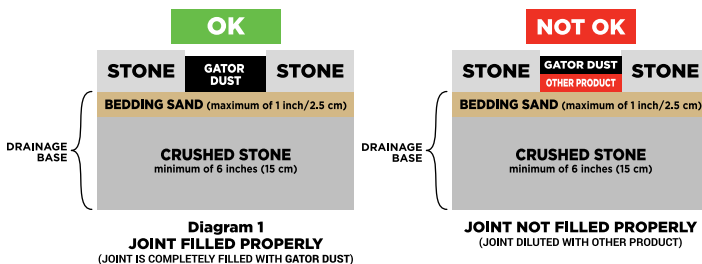 OK
STONE
GATOR
DUST
STONE
BEDDING SAND (maximum of 1 inch/2.5 cm)
DRAINAGE
BASE
CRUSHED STONE
minimum of 6 inches (15 cm)
Diagram 1
JOINT FILLED PROPERLY
(JOINT IS COMPLETELY FILLED WITH GATOR DUST)
NOT OK
STONE
GATOR DUST
OTHER PRODUCT
STONE
BEDDING SAND (maximum of 1 inch/2.5 cm)
DRAINAGE
BASE
CRUSHED STONE
minimum of 6 inches (15 cm)
JOINT NOT FILLED PROPERLY
(JOINT DILUTED WITH OTHER PRODUCT)